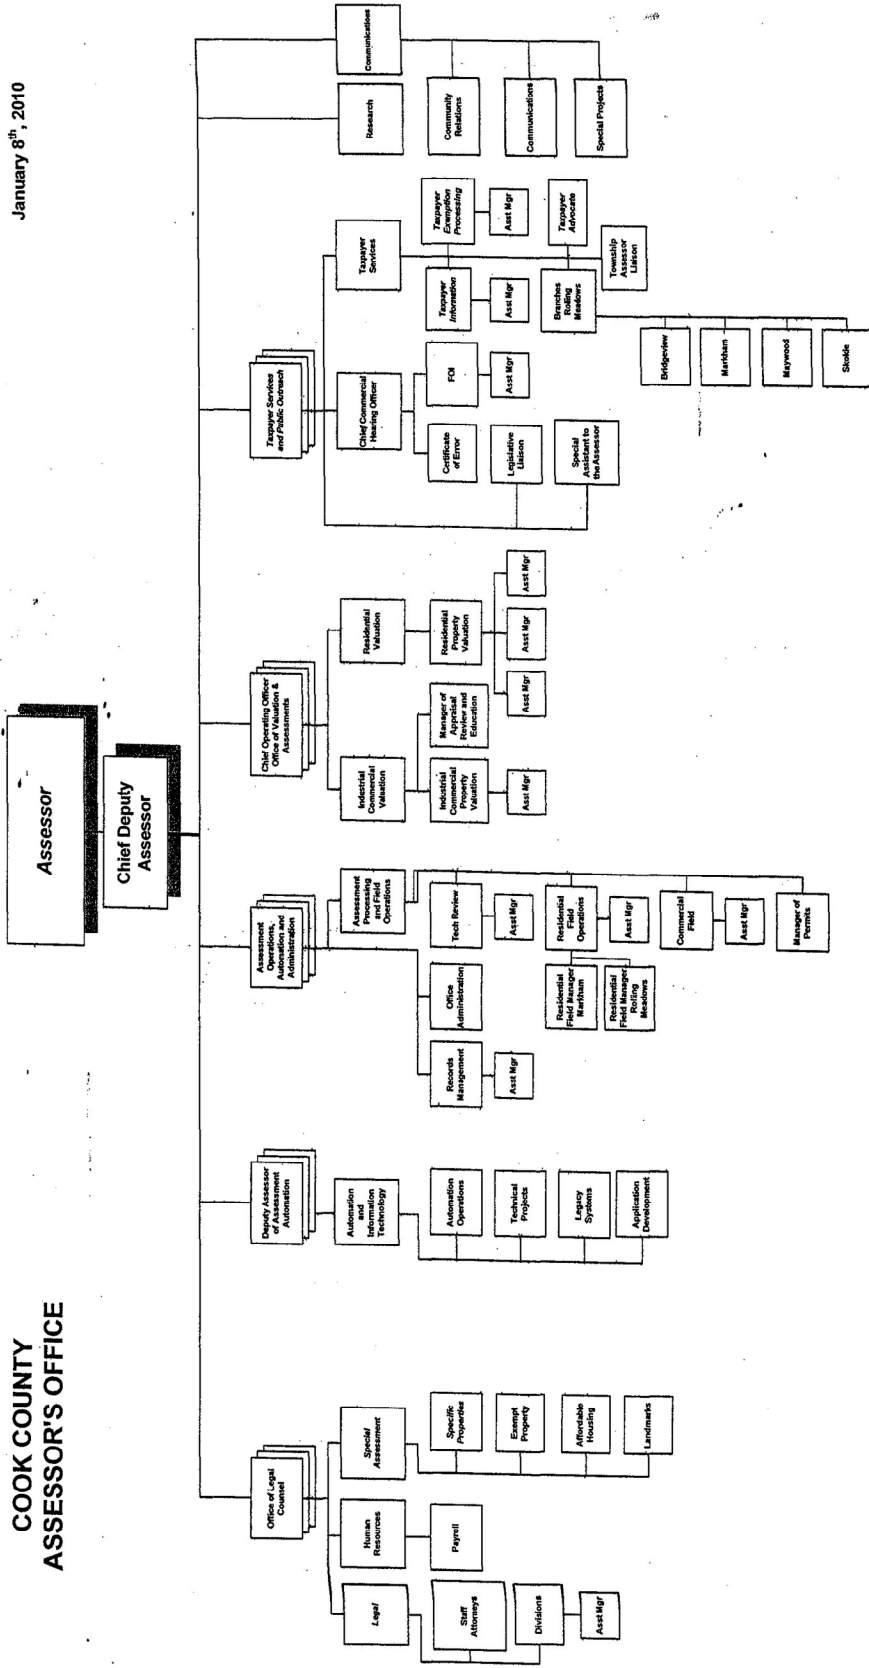 COOK COUNTY
ASSESSOR'S OFFICE
January 8th, 2010
Assessor
Chief Deputy
Assessor
Office of Legal
Counsel
Legal
Staff
Attorneys
Divisions
Asst Mgr
Human
Resources
Payroll
Special
Assessment
Specific
Properties
Exempt
Property
Affordable
Housing
Landmarks
Deputy Assessor
of Assessment
Automation
Automation
and
Information
Technology
Automation
Operations
Technical
Projects
Legacy
Systems
Application
Development
Assessment
Operations,
Automation and
Administration
Records
Management
Asst Mgr
Office
Administration
Assessment
Processing
and Field
Operations
Tech Review
Asst Mgr
Residential
Field
Operations
Asst Mgr
Residential
Field Manager
Markham
Residential
Field Manager
Rolling
Meadows
Commercial
Field
Asst Mgr
Manager of
Permits
Chief Operating Officer
Office of Valuation &
Assessments
Industrial
Commercial
Valuation
Industrial
Commercial
Property
Valuation
Asst Mgr
Manager of
Appraisal
Review and
Education
Residential
Valuation
Residential
Property
Valuation
Asst Mgr
Asst Mgr
Asst Mgr
Taxpayer Services
and Public Outreach
Chief Commercial
Hearing Officer
Certificate
of Error
FOI
Asst Mgr
Legislative
Liaison
Special
Assistant to
the Assessor
Taxpayer
Services
Taxpayer
Information
Asst Mgr
Taxpayer
Exemption
Processing
Asst Mgr
Branches
Rolling
Meadows
Taxpayer
Advocate
Township
Assessor
Liaison
Bridgeview
Markham
Maywood
Skokie
Research
Communications
Community
Relations
Communications
Special Projects